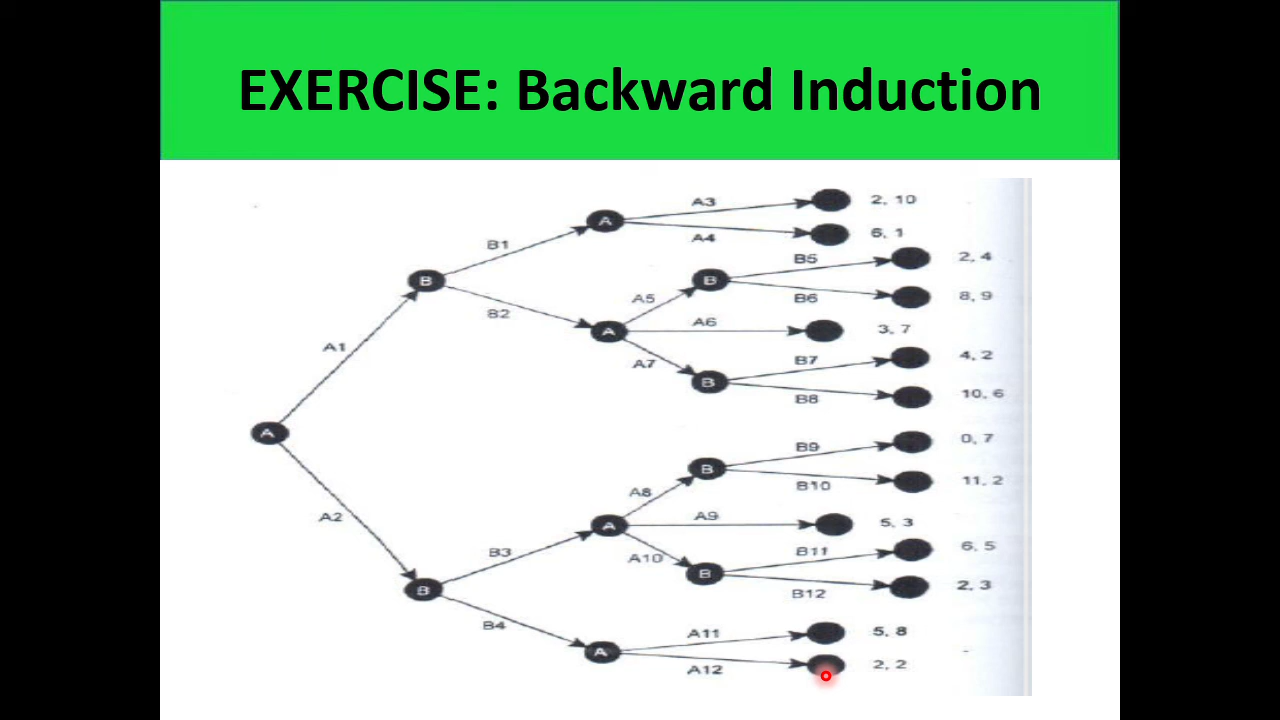 EXERCISE: Backward Induction
A3
2, 10
A
B1
A4
6, 1
B5
2, 4
B
B
A5
B6
8, 9
B2
A
A6
3, 7
A1
A7
B7
4, 2
B
B8
10, 6
A
B9
0, 7
B
A8
B10
11, 2
A2
A
A9
5, 3
B3
A10
B11
6, 5
B
B
B12
2, 3
B4
A11
5, 8
A
A12
2, 2